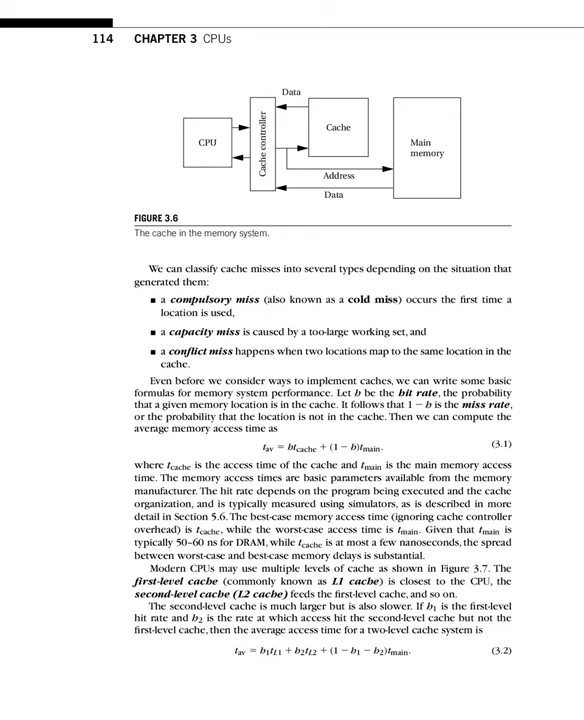 114 CHAPTER 3 CPUs
Data
CPU
Cache controller
Cache
Main
memory
Address
Data
FIGURE 3.6
The cache in the memory system.
We can classify cache misses into several types depending on the situation that
generated them:
■ a compulsory miss (also known as a cold miss) occurs the first time a
location is used,
■ a capacity miss is caused by a too-large working set, and
■ a conflict miss happens when two locations map to the same location in the
cache.
Even before we consider ways to implement caches, we can write some basic
formulas for memory system performance. Let h be the hit rate, the probability
that a given memory location is in the cache. It follows that 1 − h is the miss rate,
or the probability that the location is not in the cache. Then we can compute the
average memory access time as
t_av = ht_cache + (1 − h)t_main. (3.1)
where t_cache is the access time of the cache and t_main is the main memory access
time. The memory access times are basic parameters available from the memory
manufacturer. The hit rate depends on the program being executed and the cache
organization, and is typically measured using simulators, as is described in more
detail in Section 5.6. The best-case memory access time (ignoring cache controller
overhead) is t_cache, while the worst-case access time is t_main. Given that t_main is
typically 50–60 ns for DRAM, while t_cache is at most a few nanoseconds, the spread
between worst-case and best-case memory delays is substantial.
Modern CPUs may use multiple levels of cache as shown in Figure 3.7. The
first-level cache (commonly known as L1 cache) is closest to the CPU, the
second-level cache (L2 cache) feeds the first-level cache, and so on.
The second-level cache is much larger but is also slower. If h₁ is the first-level
hit rate and h₂ is the rate at which access hit the second-level cache but not the
first-level cache, then the average access time for a two-level cache system is
t_av = h₁t_L1 + h₂t_L2 + (1 − h₁ − h₂)t_main. (3.2)